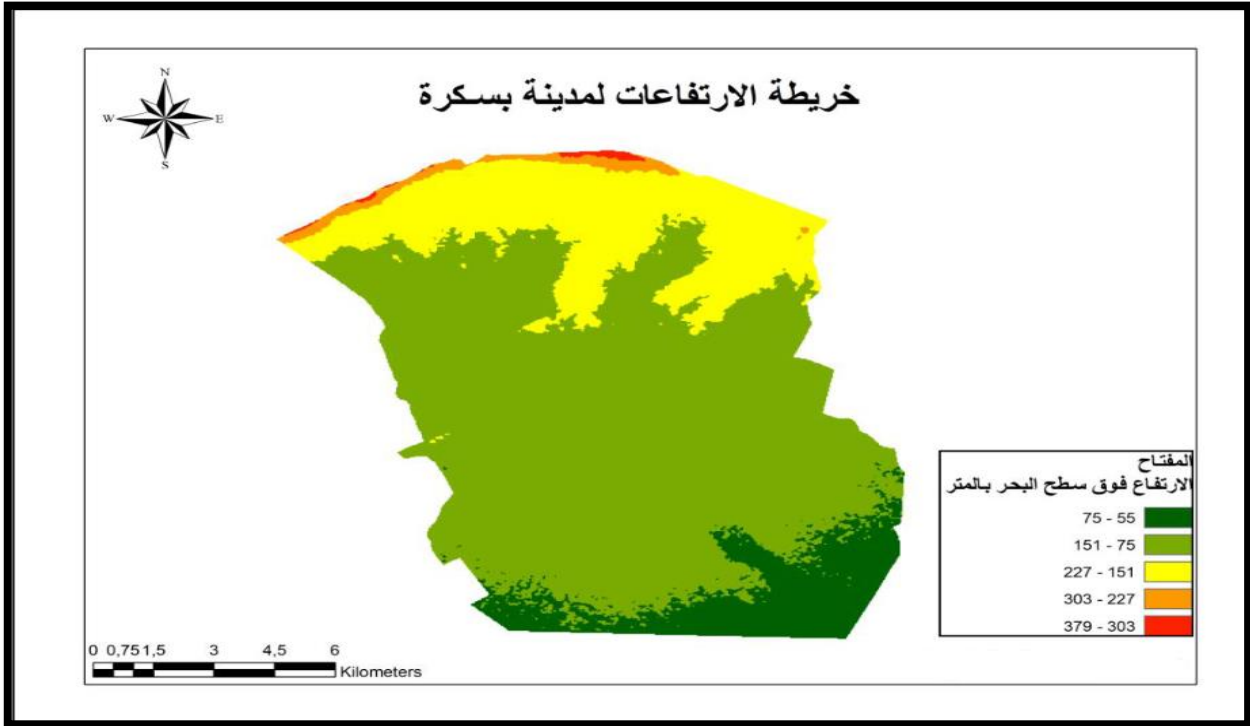 خريطة الارتفاعات لمدينة بسكرة
N
W E
S
المفتاح
الارتفاع فوق سطح البحر بالمتر
75 - 55
151 - 75
227 - 151
303 - 227
379 - 303
0 0,75 1,5 3 4,5 6
Kilometers